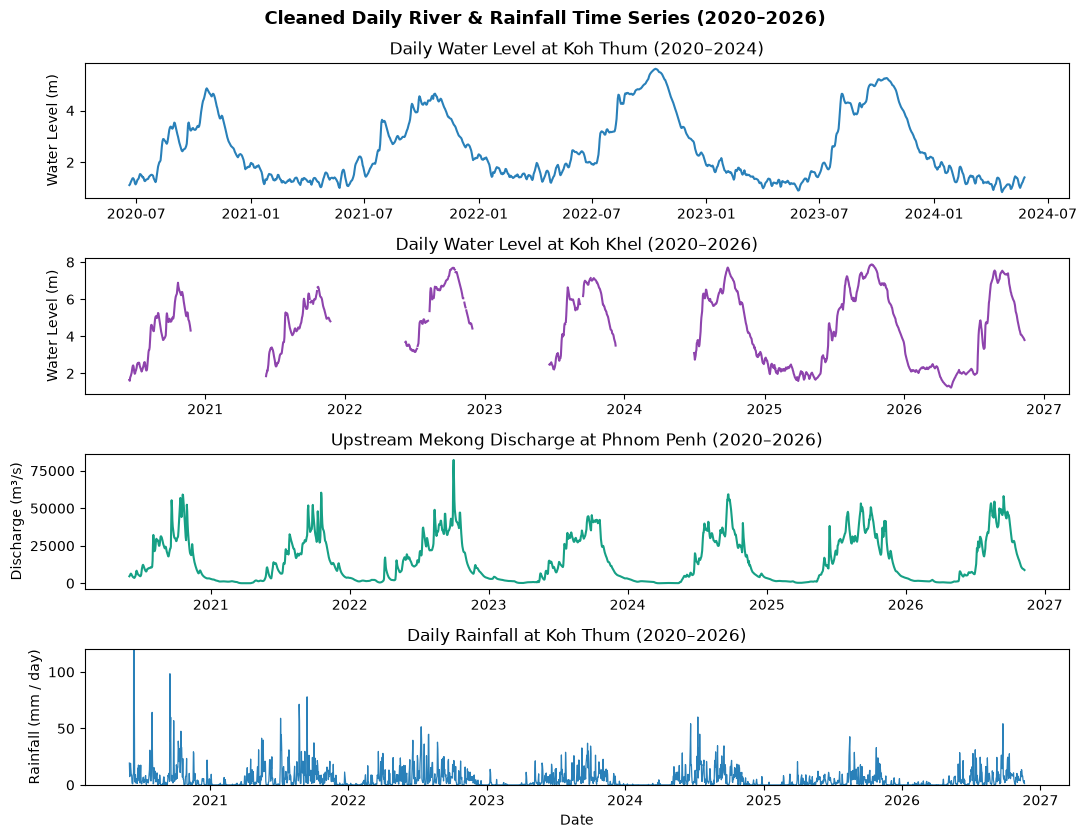 Cleaned Daily River & Rainfall Time Series (2020–2026)
Daily Water Level at Koh Thum (2020–2024)
Water Level (m)
4
2
2020-07 2021-01 2021-07 2022-01 2022-07 2023-01 2023-07 2024-01 2024-07
Daily Water Level at Koh Khel (2020–2026)
Water Level (m)
8
6
4
2
2021 2022 2023 2024 2025 2026 2027
Upstream Mekong Discharge at Phnom Penh (2020–2026)
Discharge (m³/s)
75000
50000
25000
0
2021 2022 2023 2024 2025 2026 2027
Daily Rainfall at Koh Thum (2020–2026)
Rainfall (mm / day)
100
50
0
2021 2022 2023 2024 2025 2026 2027
Date